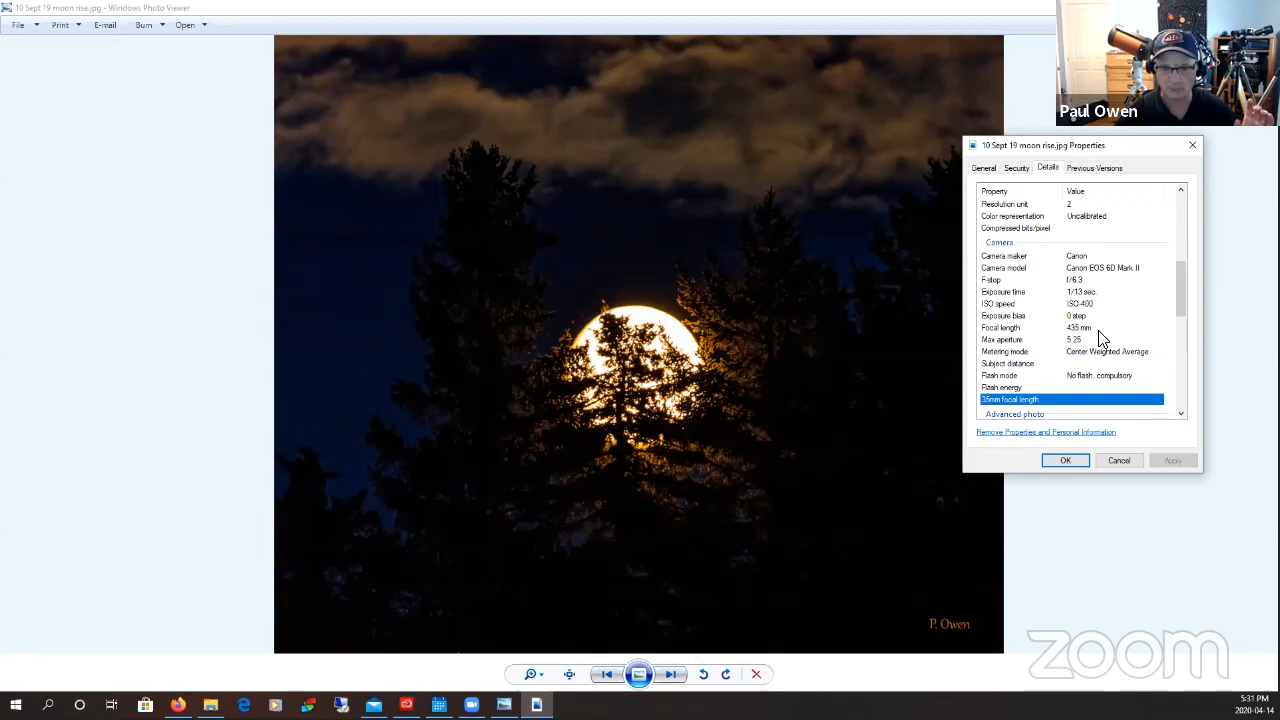 10 Sept 19 moon rise.jpg - Windows Photo Viewer
File Print E-mail Burn Open
Paul Owen
10 Sept 19 moon rise.jpg Properties
General Security Details Previous Versions
Property Value
Resolution unit 2
Color representation Uncalibrated
Compressed bits/pixel
Camera
Camera maker Canon
Camera model Canon EOS 6D Mark II
F-stop f/6.3
Exposure time 1/13 sec.
ISO speed ISO-400
Exposure bias 0 step
Focal length 435 mm
Max aperture 5.25
Metering mode Center Weighted Average
Subject distance
Flash mode No flash, compulsory
Flash energy
35mm focal length
Advanced photo
Remove Properties and Personal Information
OK Cancel Apply
P. Owen
zoom
5:31 PM
2020-04-14